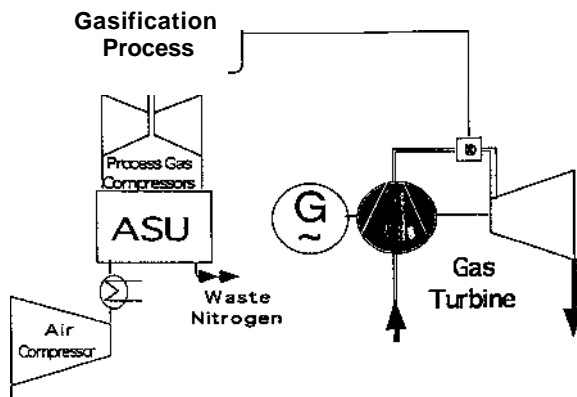 Gasification
Process
Process Gas
Compressors
ASU
Waste
Nitrogen
Air
Compressor
G
~
Gas
Turbine